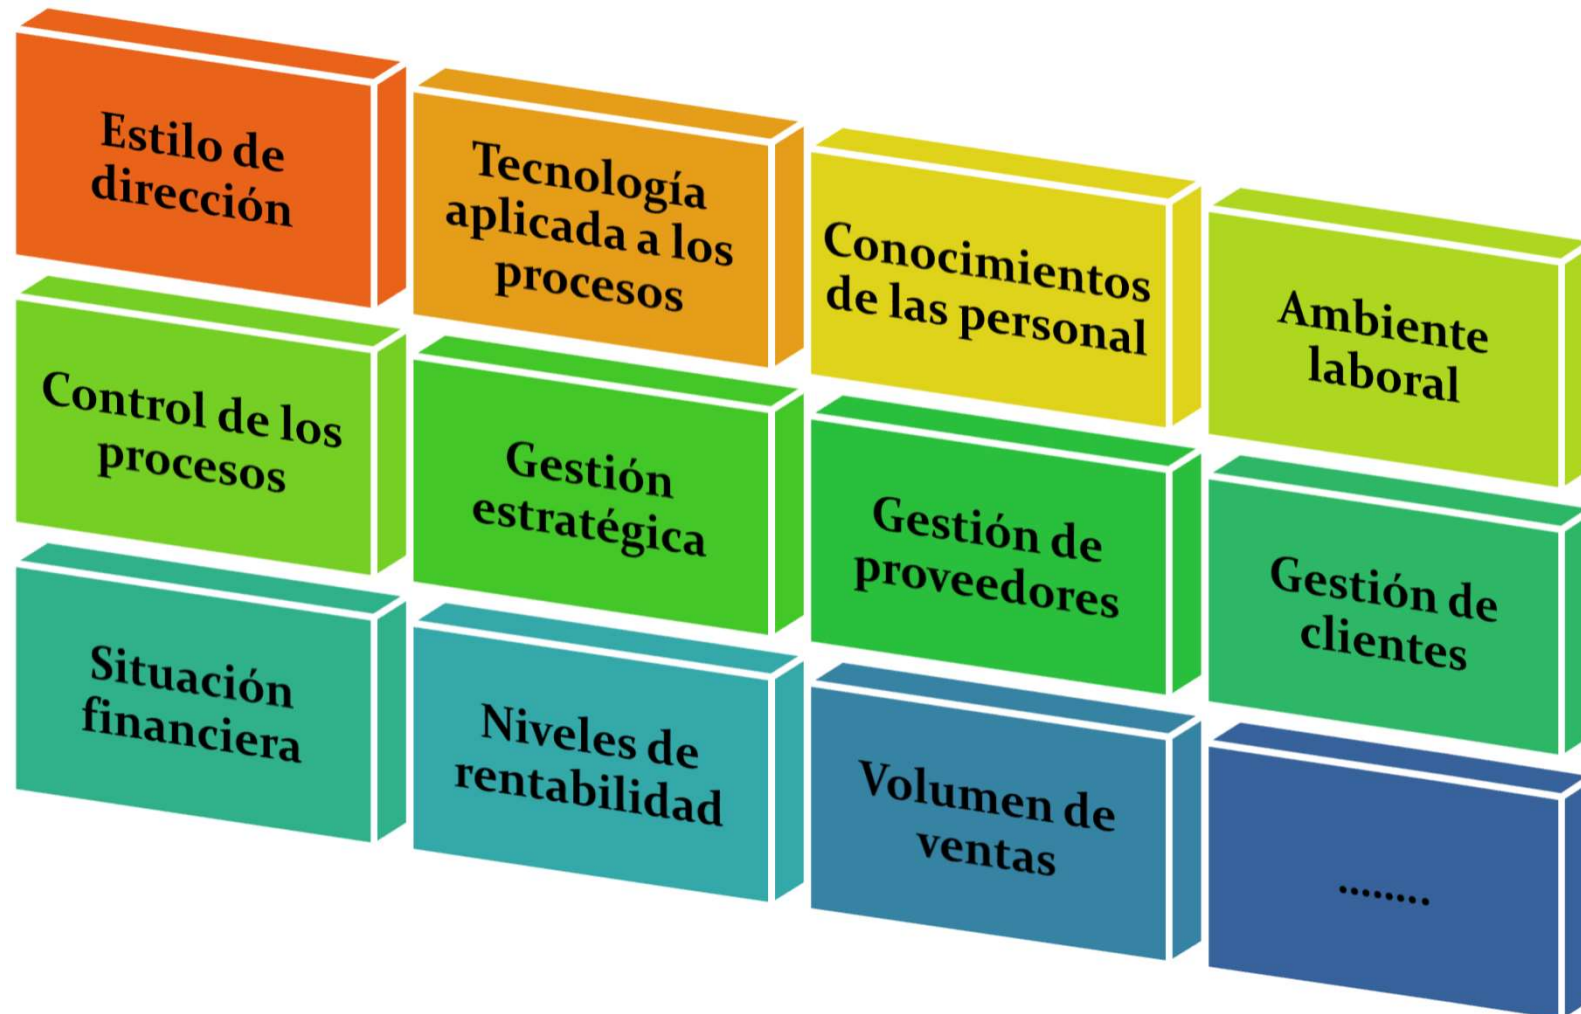 Estilo de
dirección
Tecnología
aplicada a los
procesos
Conocimientos
de las personal
Ambiente
laboral
Control de los
procesos
Gestión
estratégica
Gestión de
proveedores
Gestión de
clientes
Situación
financiera
Niveles de
rentabilidad
Volumen de
ventas
........